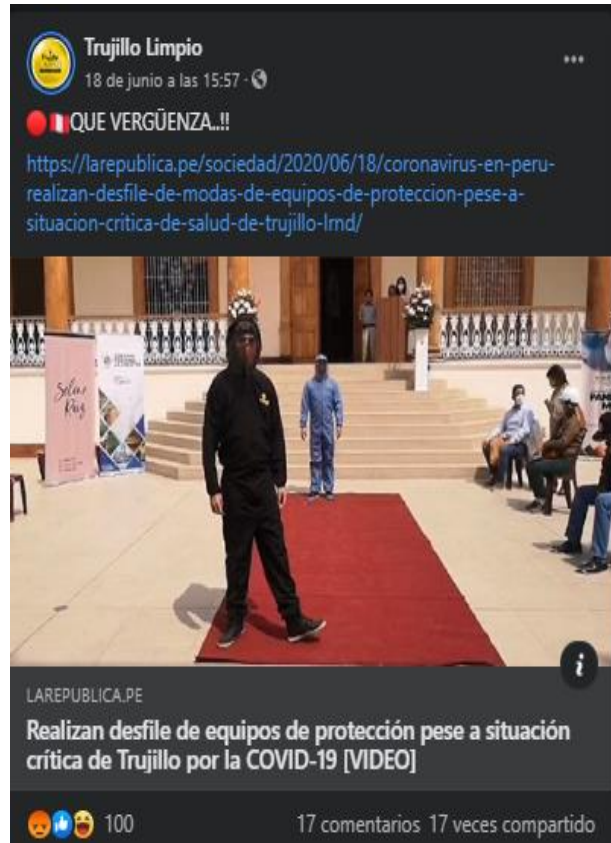 Trujillo Limpio
18 de junio a las 15:57 ·
QUE VERGÜENZA..!!
https://larepublica.pe/sociedad/2020/06/18/coronavirus-en-peru-
realizan-desfile-de-modas-de-equipos-de-proteccion-pese-a-
situacion-critica-de-salud-de-trujillo-lrnd/
LAREPUBLICA.PE
Realizan desfile de equipos de protección pese a situación
crítica de Trujillo por la COVID-19 [VIDEO]
100
17 comentarios 17 veces compartido